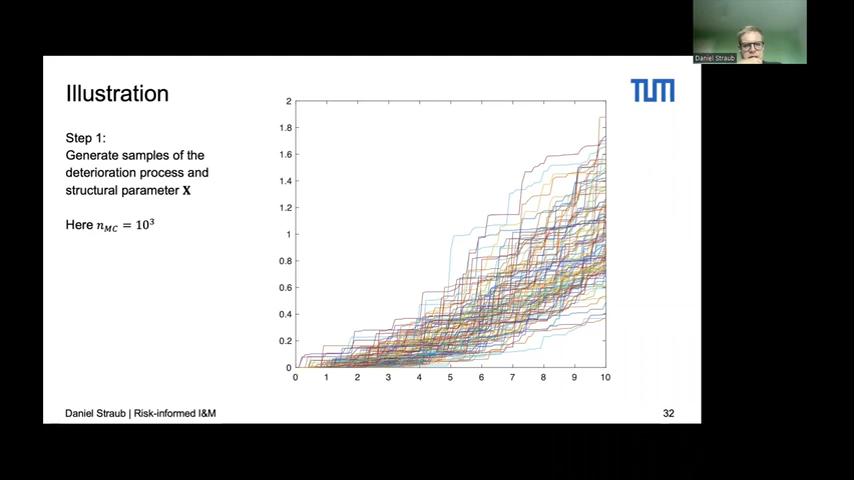 Daniel Straub
Illustration
TUM
Step 1:
Generate samples of the
deterioration process and
structural parameter X
Here n_MC = 10³
2
1.8
1.6
1.4
1.2
1
0.8
0.6
0.4
0.2
0
0 1 2 3 4 5 6 7 8 9 10
Daniel Straub | Risk-informed I&M
32